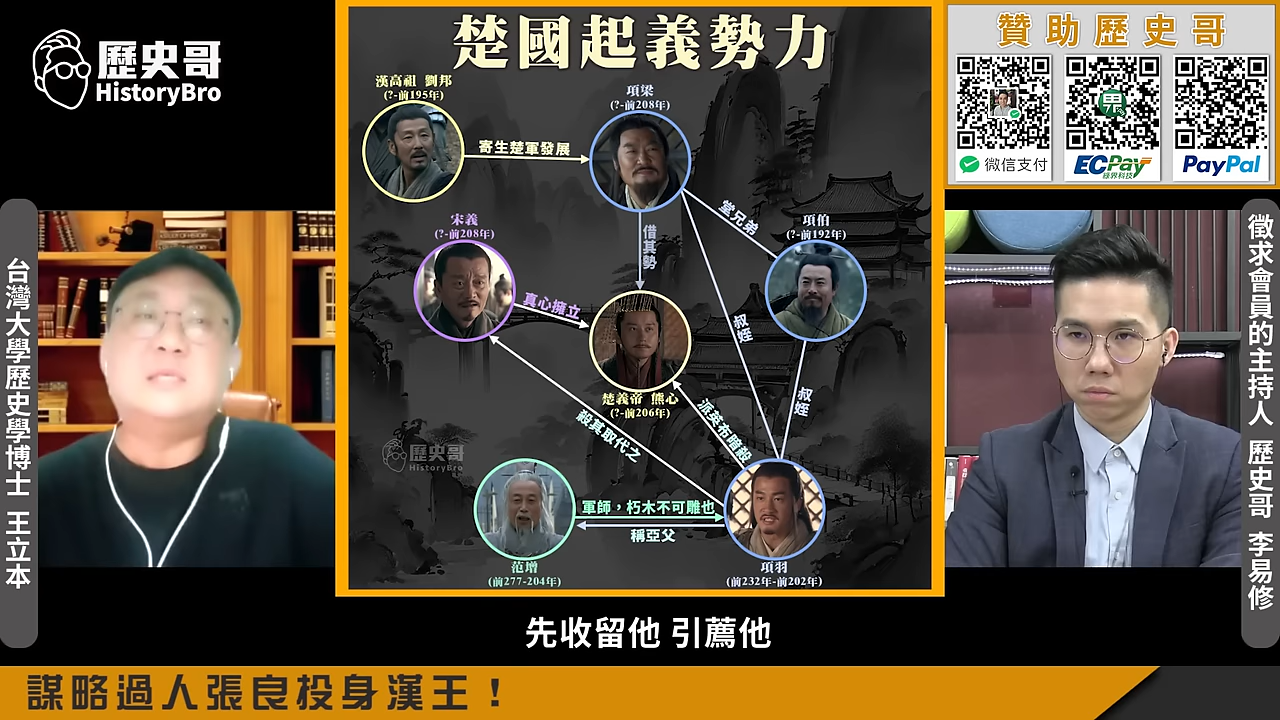 歷史哥
HistoryBro
楚國起義勢力
漢高祖 劉邦
(?-前195年)
寄生楚軍發展
項梁
(?-前208年)
宋義
(?-前208年)
真心擁立
借其勢
堂兄弟
項伯
(?-前192年)
叔姪
叔姪
楚義帝 熊心
(?-前206年)
殺其取代之
派英布暗殺
歷史哥
HistoryBro
軍師，朽木不可雕也
稱亞父
范增
(前277-204年)
項羽
(前232年-前202年)
贊助歷史哥
微信支付
ECPay
綠界科技
PayPal
台灣大學歷史學博士 王立本
徵求會員的主持人 歷史哥 李易修
先收留他 引薦他
謀略過人張良投身漢王！